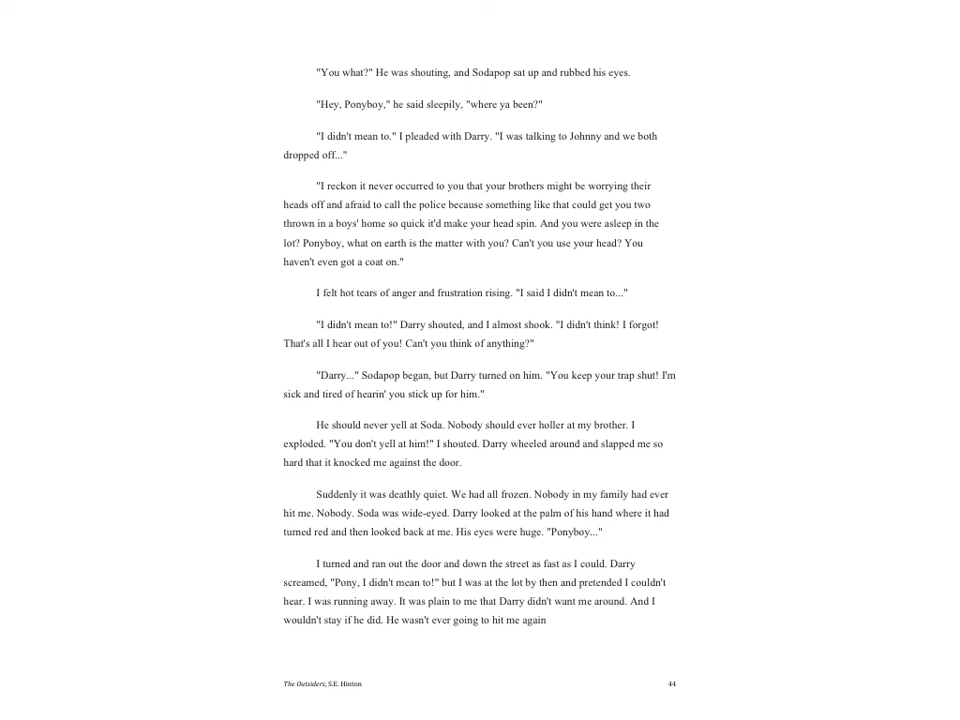 "You what?" He was shouting, and Sodapop sat up and rubbed his eyes.
"Hey, Ponyboy," he said sleepily, "where ya been?"
"I didn't mean to." I pleaded with Darry. "I was talking to Johnny and we both
dropped off..."
"I reckon it never occurred to you that your brothers might be worrying their
heads off and afraid to call the police because something like that could get you two
thrown in a boys' home so quick it'd make your head spin. And you were asleep in the
lot? Ponyboy, what on earth is the matter with you? Can't you use your head? You
haven't even got a coat on."
I felt hot tears of anger and frustration rising. "I said I didn't mean to..."
"I didn't mean to!" Darry shouted, and I almost shook. "I didn't think! I forgot!
That's all I hear out of you! Can't you think of anything?"
"Darry..." Sodapop began, but Darry turned on him. "You keep your trap shut! I'm
sick and tired of hearin' you stick up for him."
He should never yell at Soda. Nobody should ever holler at my brother. I
exploded. "You don't yell at him!" I shouted. Darry wheeled around and slapped me so
hard that it knocked me against the door.
Suddenly it was deathly quiet. We had all frozen. Nobody in my family had ever
hit me. Nobody. Soda was wide-eyed. Darry looked at the palm of his hand where it had
turned red and then looked back at me. His eyes were huge. "Ponyboy..."
I turned and ran out the door and down the street as fast as I could. Darry
screamed, "Pony, I didn't mean to!" but I was at the lot by then and pretended I couldn't
hear. I was running away. It was plain to me that Darry didn't want me around. And I
wouldn't stay if he did. He wasn't ever going to hit me again
The Outsiders, S.E. Hinton 44